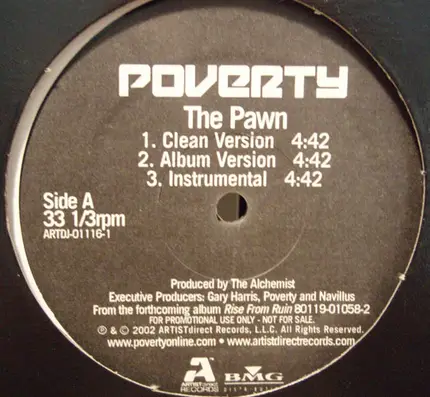 POVERTY
The Pawn
1. Clean Version 4:42
2. Album Version 4:42
3. Instrumental 4:42
Side A
33 1/3rpm
ARTDJ-01116-1
Produced by The Alchemist
Executive Producers: Gary Harris, Poverty and Navillus
From the forthcoming album Rise From Ruin 80119-01058-2
FOR PROMOTIONAL USE ONLY - NOT FOR SALE.
℗ & © 2002 ARTISTdirect Records, L.L.C. All Rights Reserved.
www.povertyonline.com • www.artistdirectrecords.com
A
ARTISTdirect
RECORDS
BMG